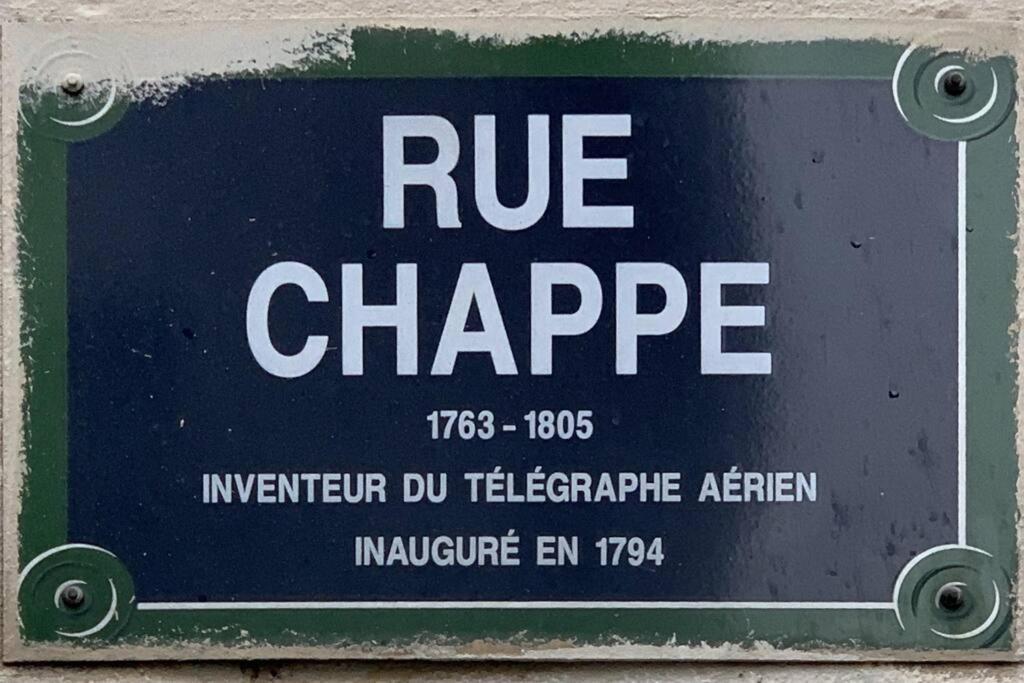 RUE
CHAPPE
1763 - 1805
INVENTEUR DU TÉLÉGRAPHE AÉRIEN
INAUGURÉ EN 1794